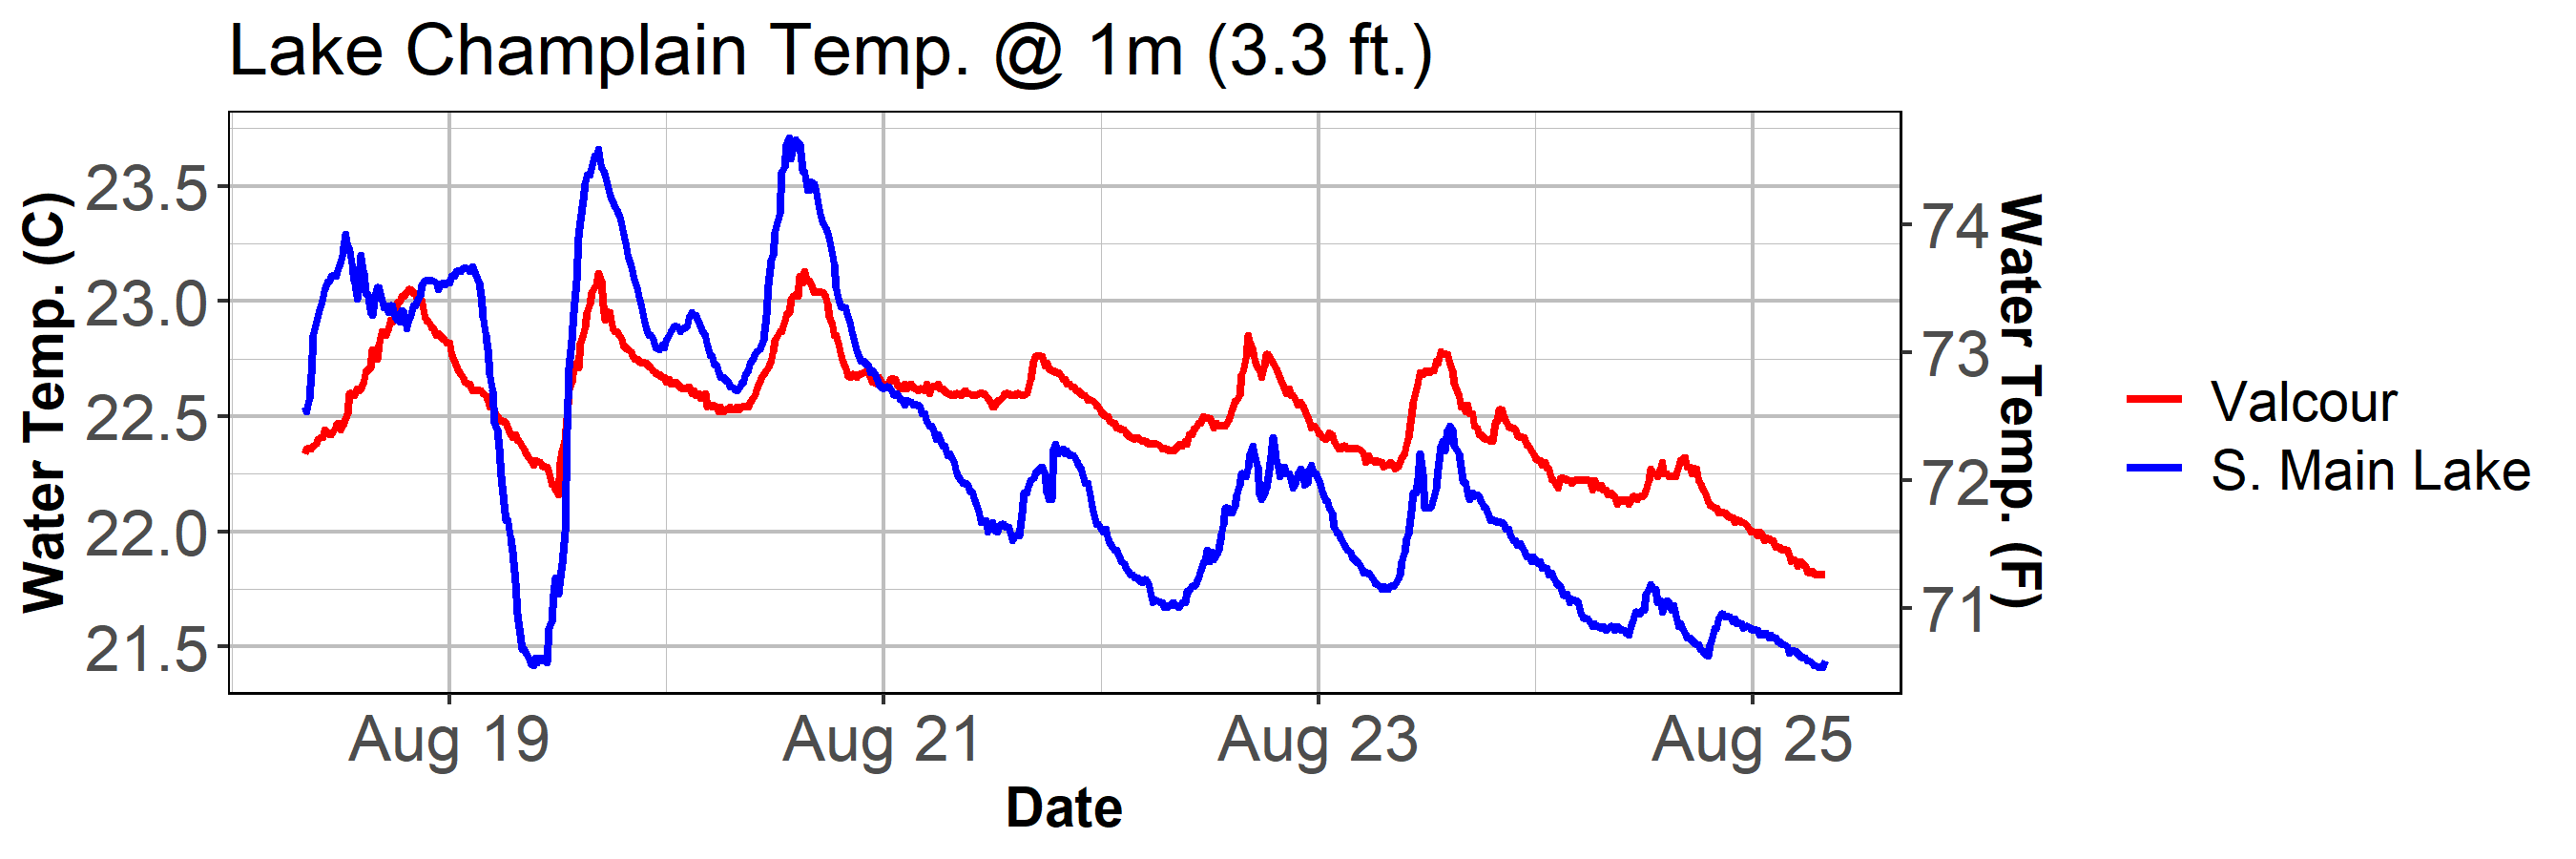 Lake Champlain Temp. @ 1m (3.3 ft.)
Water Temp. (C)
23.5
23.0
22.5
22.0
21.5
74
73
72
71
Water Temp. (F)
Aug 19
Aug 21
Aug 23
Aug 25
Date
Valcour
S. Main Lake